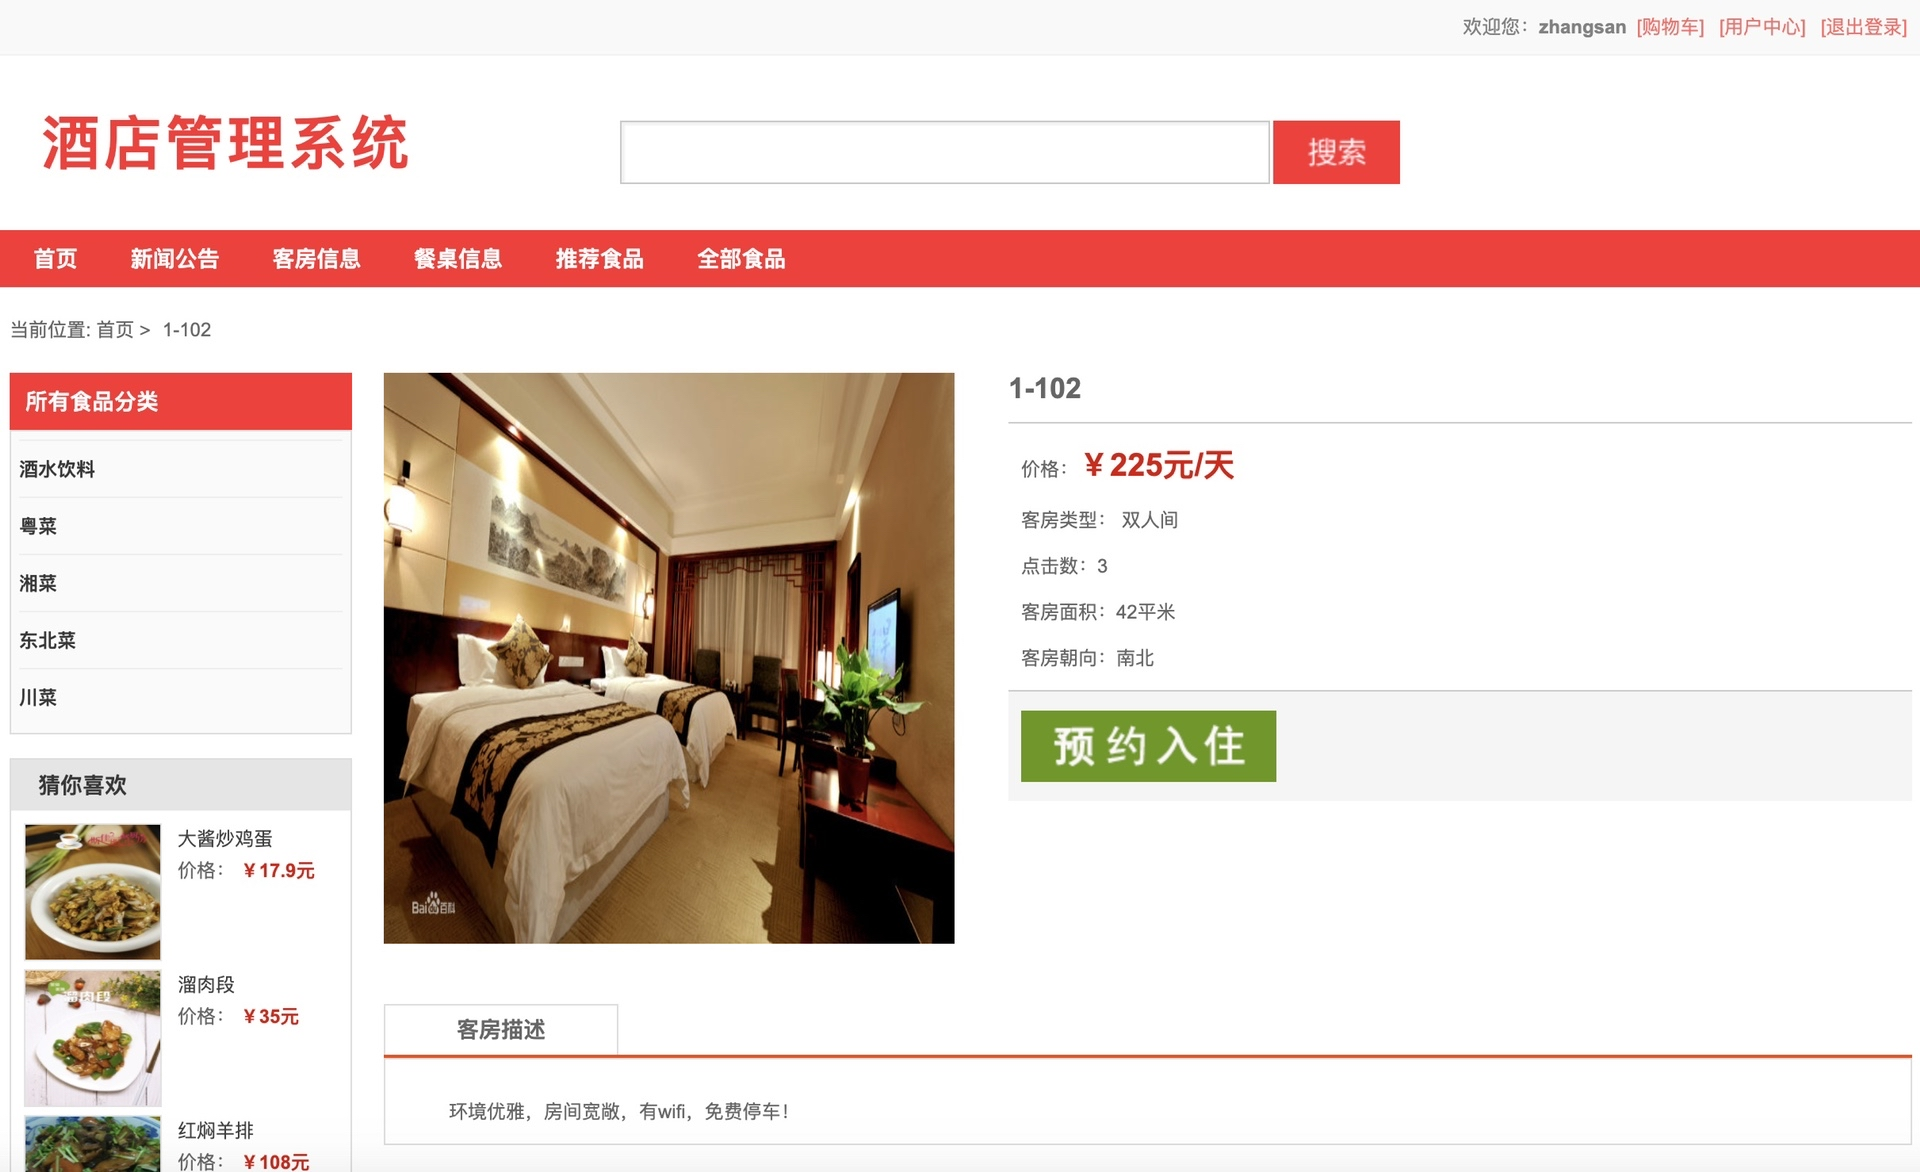 欢迎您：zhangsan [购物车] [用户中心] [退出登录]
酒店管理系统
搜索
首页 新闻公告 客房信息 餐桌信息 推荐食品 全部食品
当前位置: 首页 > 1-102
所有食品分类
酒水饮料
粤菜
湘菜
东北菜
川菜
猜你喜欢
大酱炒鸡蛋
价格： ￥17.9元
溜肉段
溜肉段
价格： ￥35元
红焖羊排
价格： ￥108元
Bai百科
1-102
价格： ￥225元/天
客房类型： 双人间
点击数：3
客房面积：42平米
客房朝向：南北
预约入住
客房描述
环境优雅，房间宽敞，有wifi，免费停车！